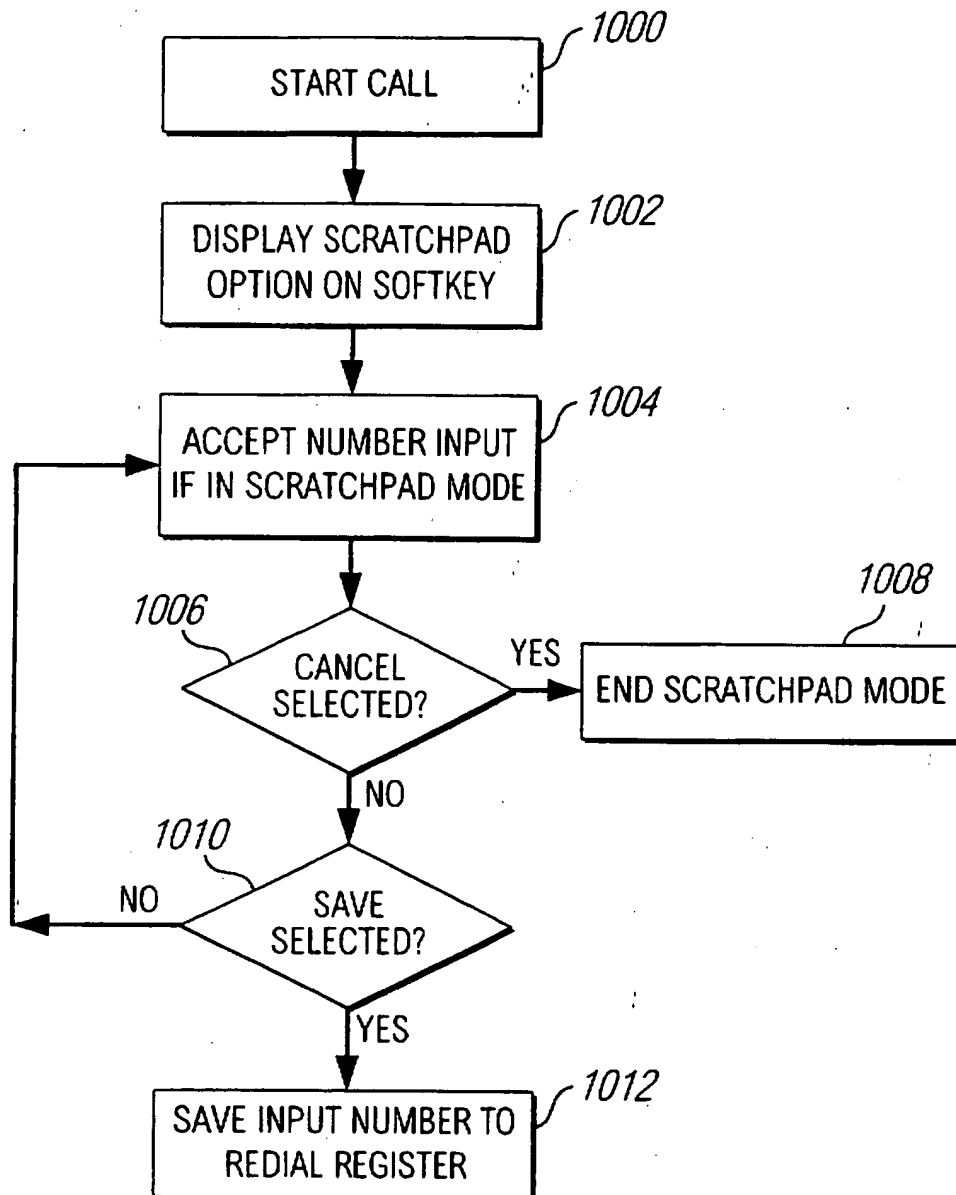 1000
START CALL
1002
DISPLAY SCRATCHPAD
OPTION ON SOFTKEY
1004
ACCEPT NUMBER INPUT
IF IN SCRATCHPAD MODE
1006
CANCEL
SELECTED?
YES
1008
END SCRATCHPAD MODE
NO
1010
SAVE
SELECTED?
NO
YES
1012
SAVE INPUT NUMBER TO
REDIAL REGISTER